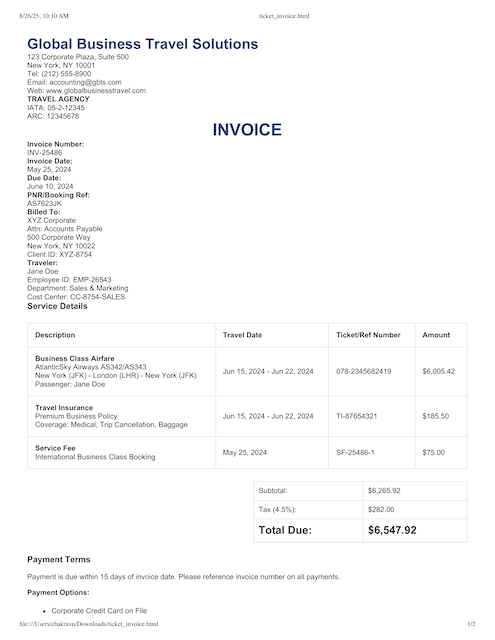 8/26/25, 10:10 AM ticket_invoice.html
Global Business Travel Solutions
123 Corporate Plaza, Suite 500
New York, NY 10001
Tel: (212) 555-8900
Email: accounting@gbts.com
Web: www.globalbusinesstravel.com
TRAVEL AGENCY
IATA: 05-2-12345
ARC: 12345678
INVOICE
Invoice Number:
INV-25486
Invoice Date:
May 25, 2024
Due Date:
June 10, 2024
PNR/Booking Ref:
AS7623JK
Billed To:
XYZ Corporate
Attn: Accounts Payable
500 Corporate Way
New York, NY 10022
Client ID: XYZ-8754
Traveler:
Jane Doe
Employee ID: EMP-26543
Department: Sales & Marketing
Cost Center: CC-8754-SALES
Service Details
Description Travel Date Ticket/Ref Number Amount
Business Class Airfare
AtlanticSky Airways AS342/AS343
New York (JFK) - London (LHR) - New York (JFK)
Passenger: Jane Doe
Jun 15, 2024 - Jun 22, 2024 078-2345682419 $6,005.42
Travel Insurance
Premium Business Policy
Coverage: Medical, Trip Cancellation, Baggage
Jun 15, 2024 - Jun 22, 2024 TI-87654321 $185.50
Service Fee
International Business Class Booking
May 25, 2024 SF-25486-1 $75.00
Subtotal: $6,265.92
Tax (4.5%): $282.00
Total Due: $6,547.92
Payment Terms
Payment is due within 15 days of invoice date. Please reference invoice number on all payments.
Payment Options:
• Corporate Credit Card on File
file:///Users/chakravn/Downloads/ticket_invoice.html 1/2